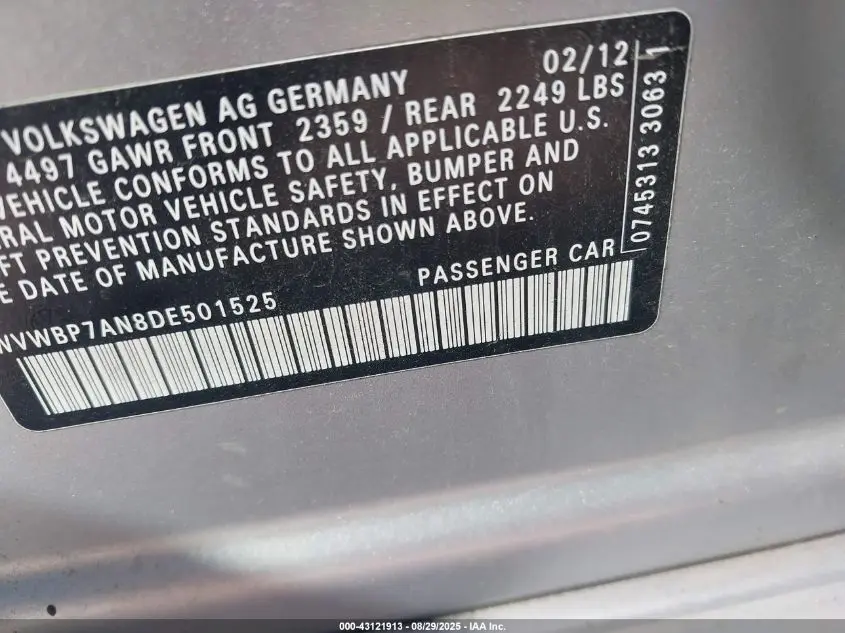 VOLKSWAGEN AG GERMANY 02/12
4497 GAWR FRONT 2359 / REAR 2249 LBS
VEHICLE CONFORMS TO ALL APPLICABLE U.S.
RAL MOTOR VEHICLE SAFETY, BUMPER AND
FT PREVENTION STANDARDS IN EFFECT ON
E DATE OF MANUFACTURE SHOWN ABOVE.
WVWBP7AN8DE501525 PASSENGER CAR
0745313 3063 1
000-43121913 - 08/29/2025 - IAA Inc.